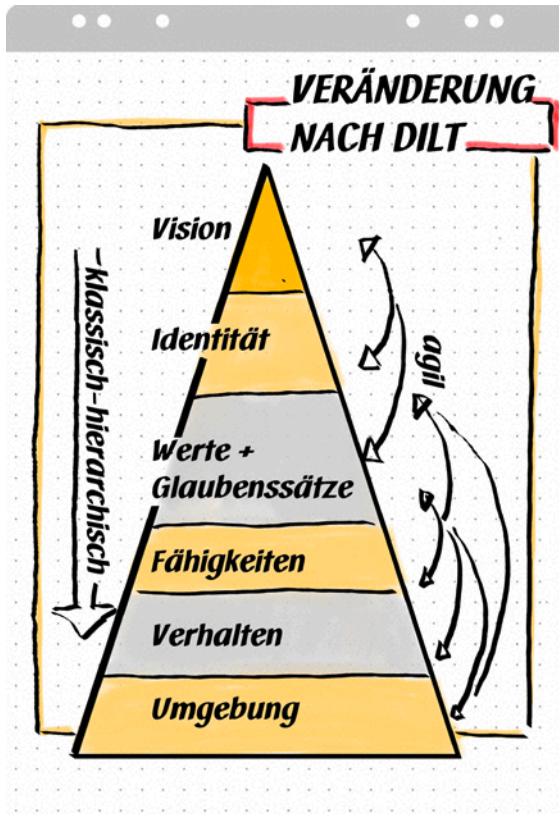 VERÄNDERUNG
NACH DILT
Vision
Identität
Werte +
Glaubenssätze
Fähigkeiten
Verhalten
Umgebung
–klassisch-hierarchisch–
agil